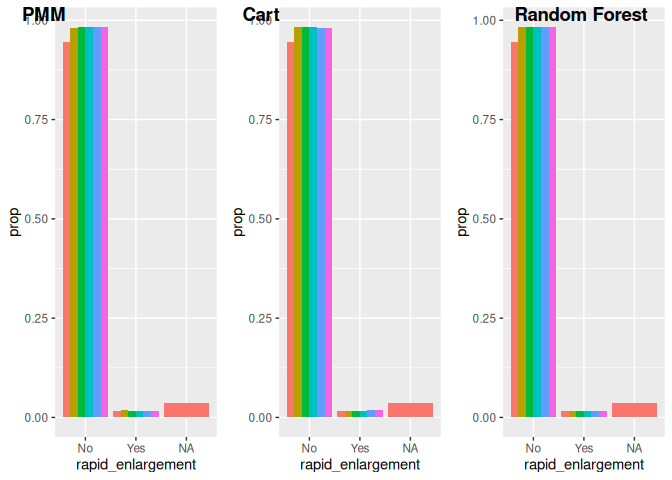 PMM
1.00
0.75
0.50
0.25
0.00
prop
No Yes NA
rapid_enlargement
Cart
1.00
0.75
0.50
0.25
0.00
prop
No Yes NA
rapid_enlargement
Random Forest
1.00
0.75
0.50
0.25
0.00
prop
No Yes NA
rapid_enlargement